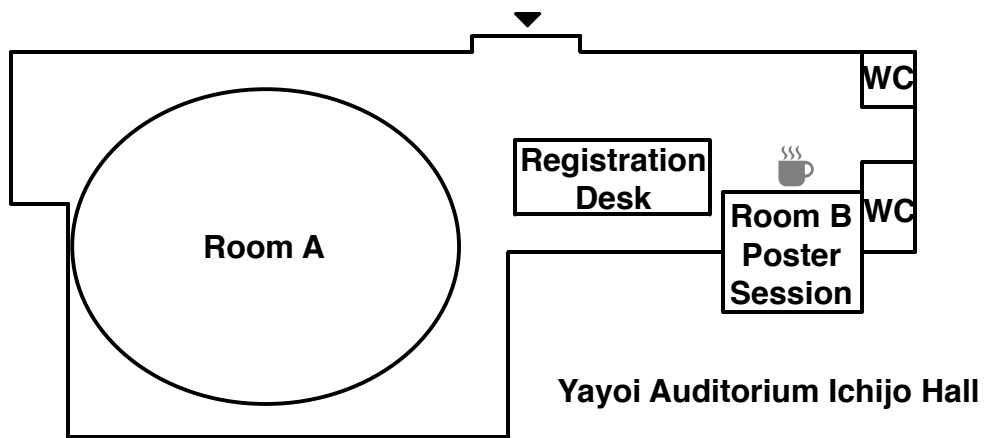 WC
Registration
Desk
Room A
Room B
Poster
Session
WC
Yayoi Auditorium Ichijo Hall